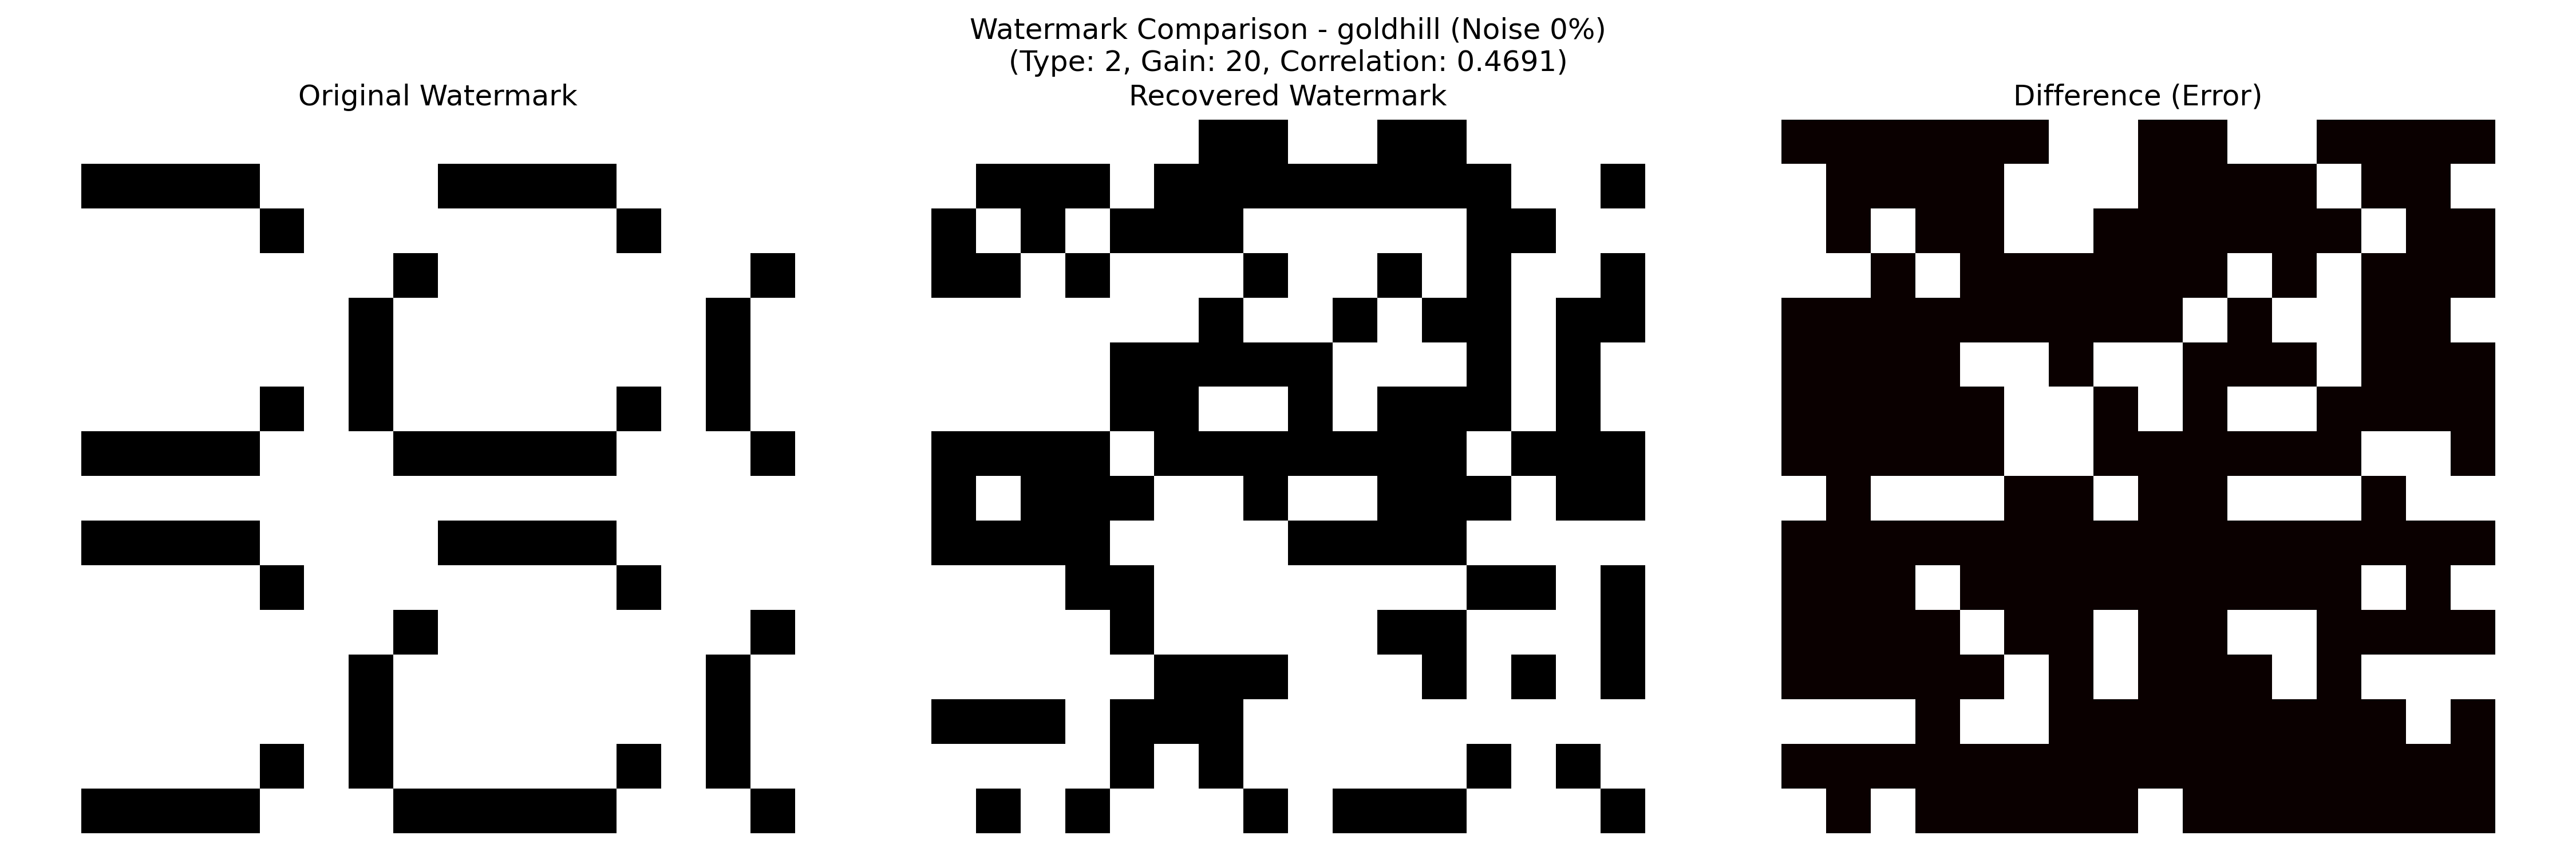 Watermark Comparison - goldhill (Noise 0%)
(Type: 2, Gain: 20, Correlation: 0.4691)
Original Watermark
Recovered Watermark
Difference (Error)